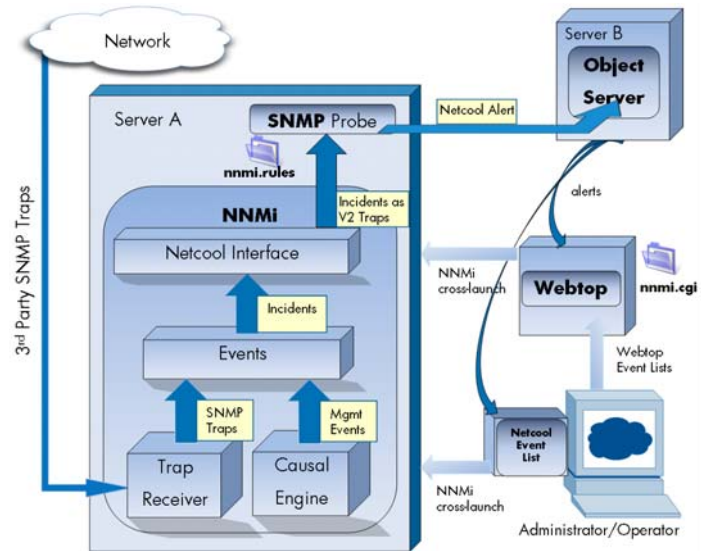 Network
Server B
Object
Server
Server A
SNMP Probe
Netcool Alert
nnmi.rules
NNMi
Incidents as
V2 Traps
alerts
Netcool Interface
NNMi
cross-launch
Webtop
nnmi.cgi
3rd Party SNMP Traps
Incidents
Events
Webtop
Event Lists
SNMP
Traps
Mgmt
Events
Netcool
Event
List
Trap
Receiver
Causal
Engine
NNMi
cross-launch
Administrator/Operator